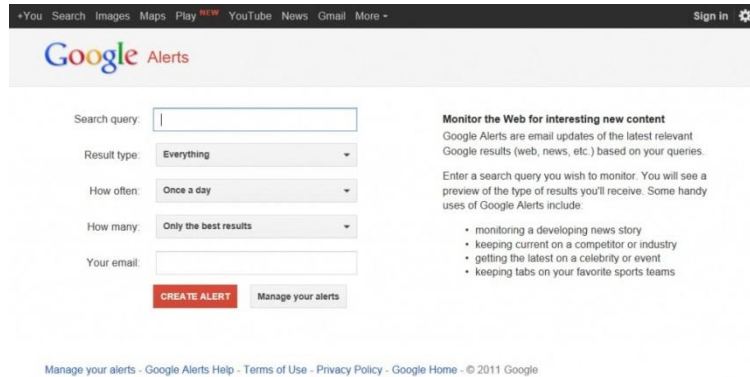 +You Search Images Maps Play NEW YouTube News Gmail More Sign in
Google Alerts
Search query:
Result type: Everything
How often: Once a day
How many: Only the best results
Your email:
CREATE ALERT Manage your alerts
Monitor the Web for interesting new content
Google Alerts are email updates of the latest relevant
Google results (web, news, etc.) based on your queries.
Enter a search query you wish to monitor. You will see a
preview of the type of results you'll receive. Some handy
uses of Google Alerts include:
• monitoring a developing news story
• keeping current on a competitor or industry
• getting the latest on a celebrity or event
• keeping tabs on your favorite sports teams
Manage your alerts - Google Alerts Help - Terms of Use - Privacy Policy - Google Home - © 2011 Google